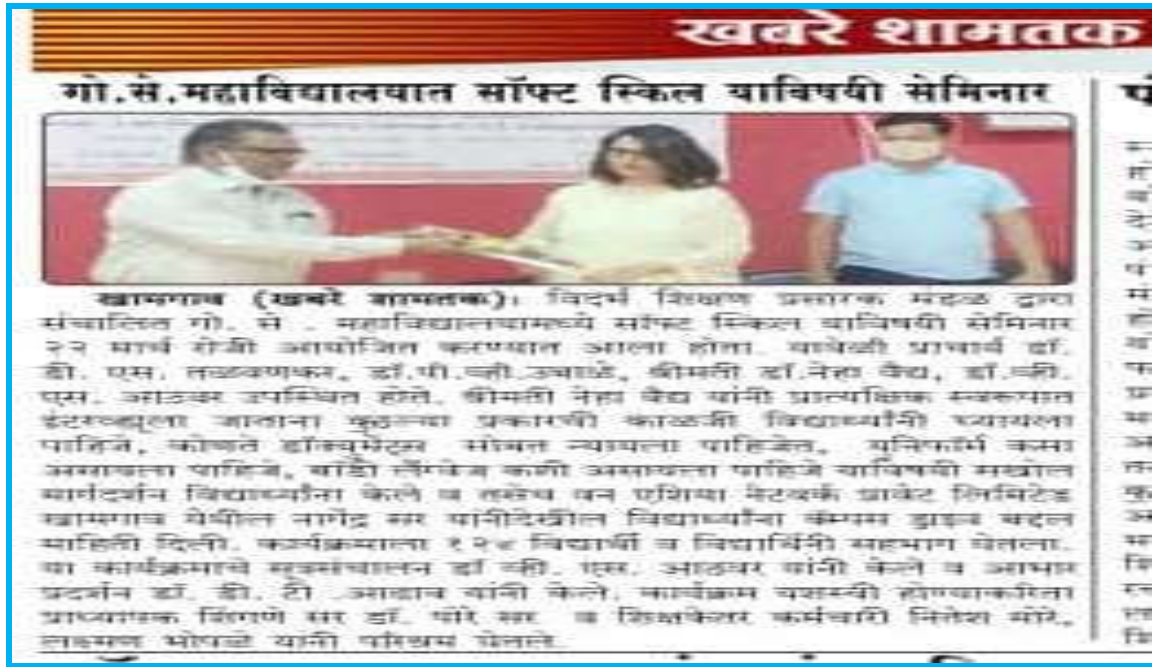 खबरे शामतक
गो.से.महाविद्यालयात सॉफ्ट स्किल याविषयी सेमिनार
खामगाव (खबरे शामतक)। विदर्भ शिक्षण प्रसारक मंडळ द्वारा
संचालित गो. से . महाविद्यालयामध्ये सॉफ्ट स्किल याविषयी सेमिनार
२२ मार्च रोजी आयोजित करण्यात आला होता. यावेळी प्राचार्य डॉ.
डी. एस. तळवणकर, डॉ.पी.व्ही.उबाळे, श्रीमती डॉ.नेहा वैद्य, डॉ.व्ही.
एस. आठवर उपस्थित होते. श्रीमती नेहा वैद्य यांनी प्रात्यक्षिक स्वरूपात
इंटरव्ह्यूला जाताना कुठल्या प्रकारची काळजी विद्यार्थ्यांनी घ्यायला
पाहिजे, कोणते डॉक्युमेंट्स सोबत न्यायला पाहिजेत, युनिफॉर्म कसा
असायला पाहिजे, बॉडी लँग्वेज कशी असायला पाहिजे याविषयी सखोल
मार्गदर्शन विद्यार्थ्यांना केले व तसेच वन एशिया नेटवर्क प्रावेट लिमिटेड
खामगाव येथील नागेंद्र सर यांनीदेखील विद्यार्थ्यांना कॅम्पस ड्राइव बद्दल
माहिती दिली. कार्यक्रमाला १२८ विद्यार्थी व विद्यार्थिनी सहभाग घेतला.
या कार्यक्रमाचे सूत्रसंचालन डॉ व्ही. एस. आठवर यांनी केले व आभार
प्रदर्शन डॉ. डी. टी .आढाव यांनी केले. कार्यक्रम यशस्वी होण्याकरिता
प्राध्यापक शिंगणे सर डॉ. पोरे सर व शिक्षकेतर कर्मचारी नितेश मोरे,
लक्ष्मण भोपळे यांनी परिश्रम घेतले.